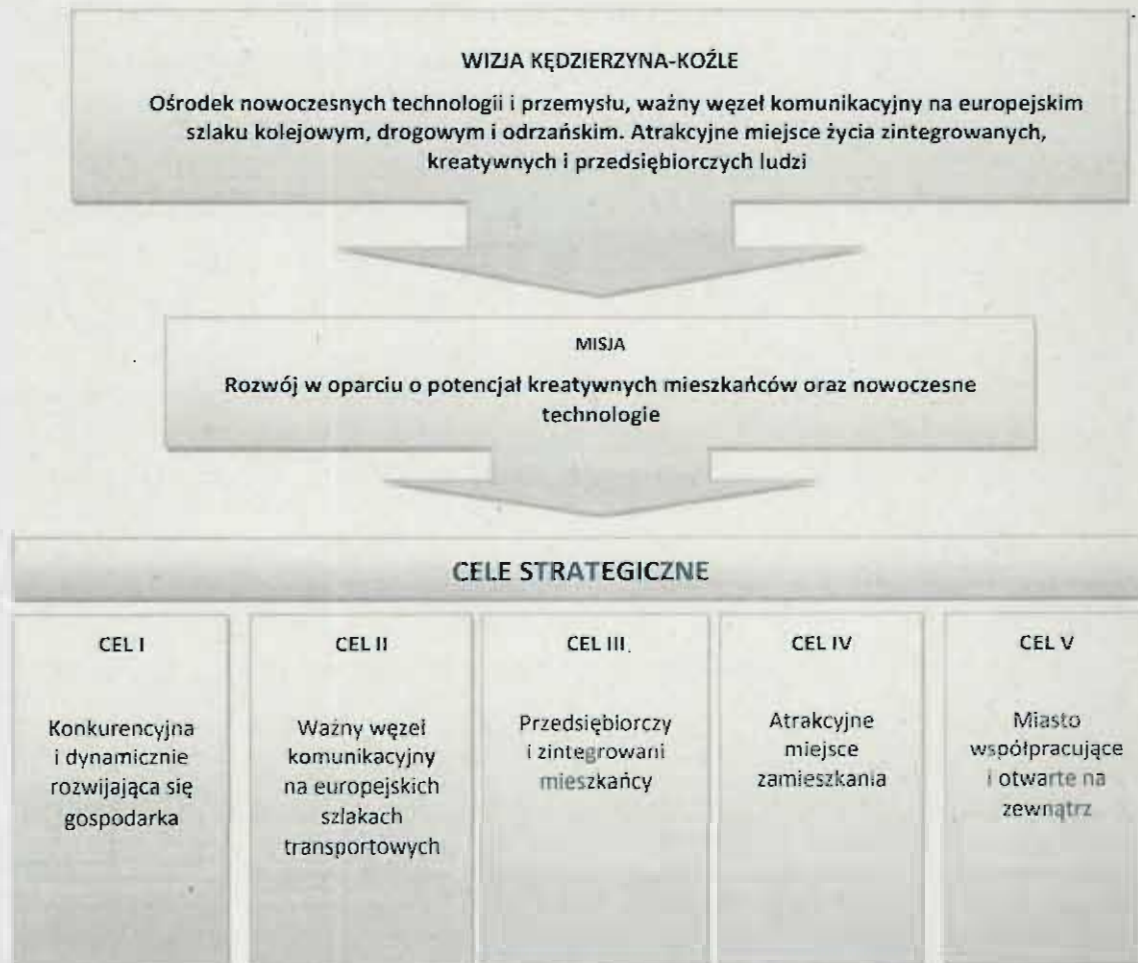 WIZJA KĘDZIERZYNA-KOŹLE
Ośrodek nowoczesnych technologii i przemysłu, ważny węzeł komunikacyjny na europejskim
szlaku kolejowym, drogowym i odrzańskim. Atrakcyjne miejsce życia zintegrowanych,
kreatywnych i przedsiębiorczych ludzi
MISJA
Rozwój w oparciu o potencjał kreatywnych mieszkańców oraz nowoczesne
technologie
CELE STRATEGICZNE
CEL I
Konkurencyjna
i dynamicznie
rozwijająca się
gospodarka
CEL II
Ważny węzeł
komunikacyjny
na europejskich
szlakach
transportowych
CEL III
Przedsiębiorczy
i zintegrowani
mieszkańcy
CEL IV
Atrakcyjne
miejsce
zamieszkania
CEL V
Miasto
współpracujące
i otwarte na
zewnątrz